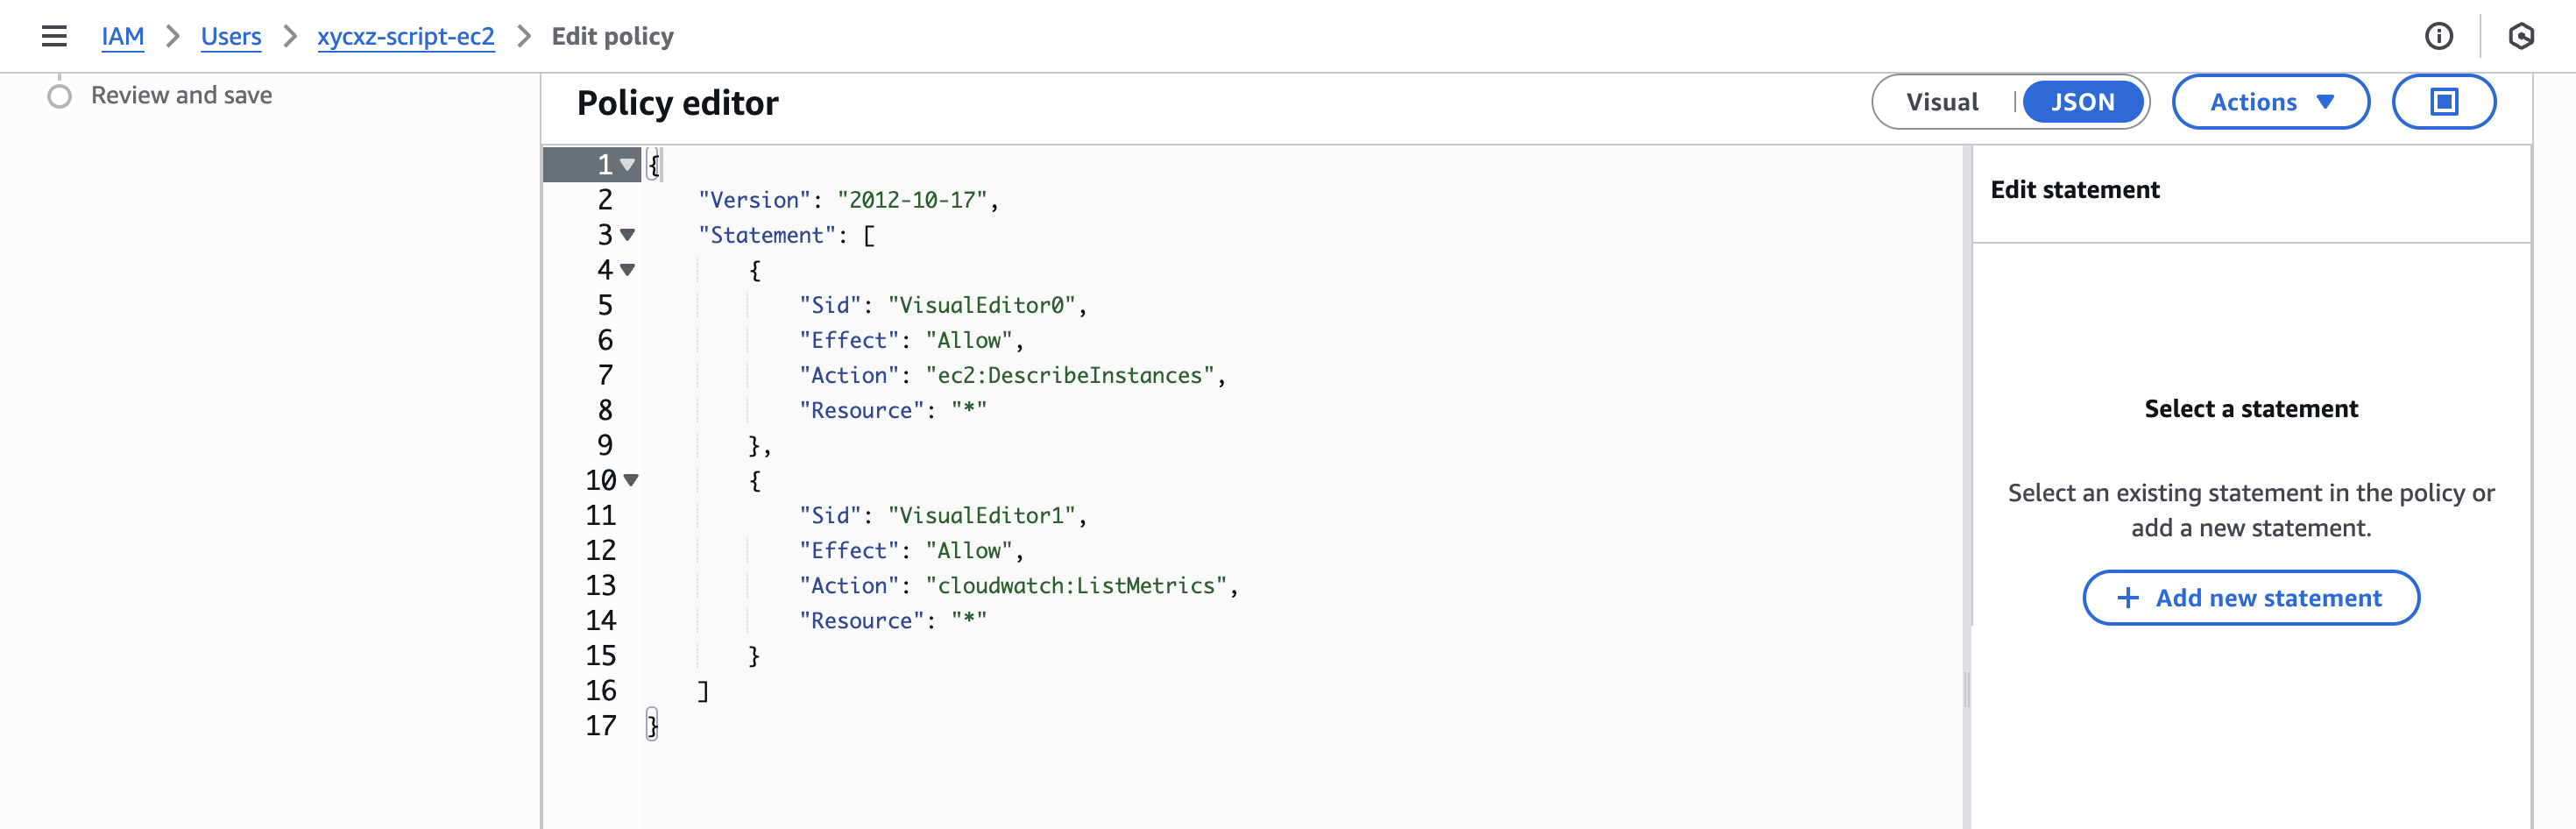 IAM > Users > xycxz-script-ec2 > Edit policy
Review and save
Policy editor
Visual | JSON
Actions
1 {
2 "Version": "2012-10-17",
3 "Statement": [
4 {
5 "Sid": "VisualEditor0",
6 "Effect": "Allow",
7 "Action": "ec2:DescribeInstances",
8 "Resource": "*"
9 },
10 {
11 "Sid": "VisualEditor1",
12 "Effect": "Allow",
13 "Action": "cloudwatch:ListMetrics",
14 "Resource": "*"
15 }
16 ]
17 }
Edit statement
Select a statement
Select an existing statement in the policy or
add a new statement.
+ Add new statement